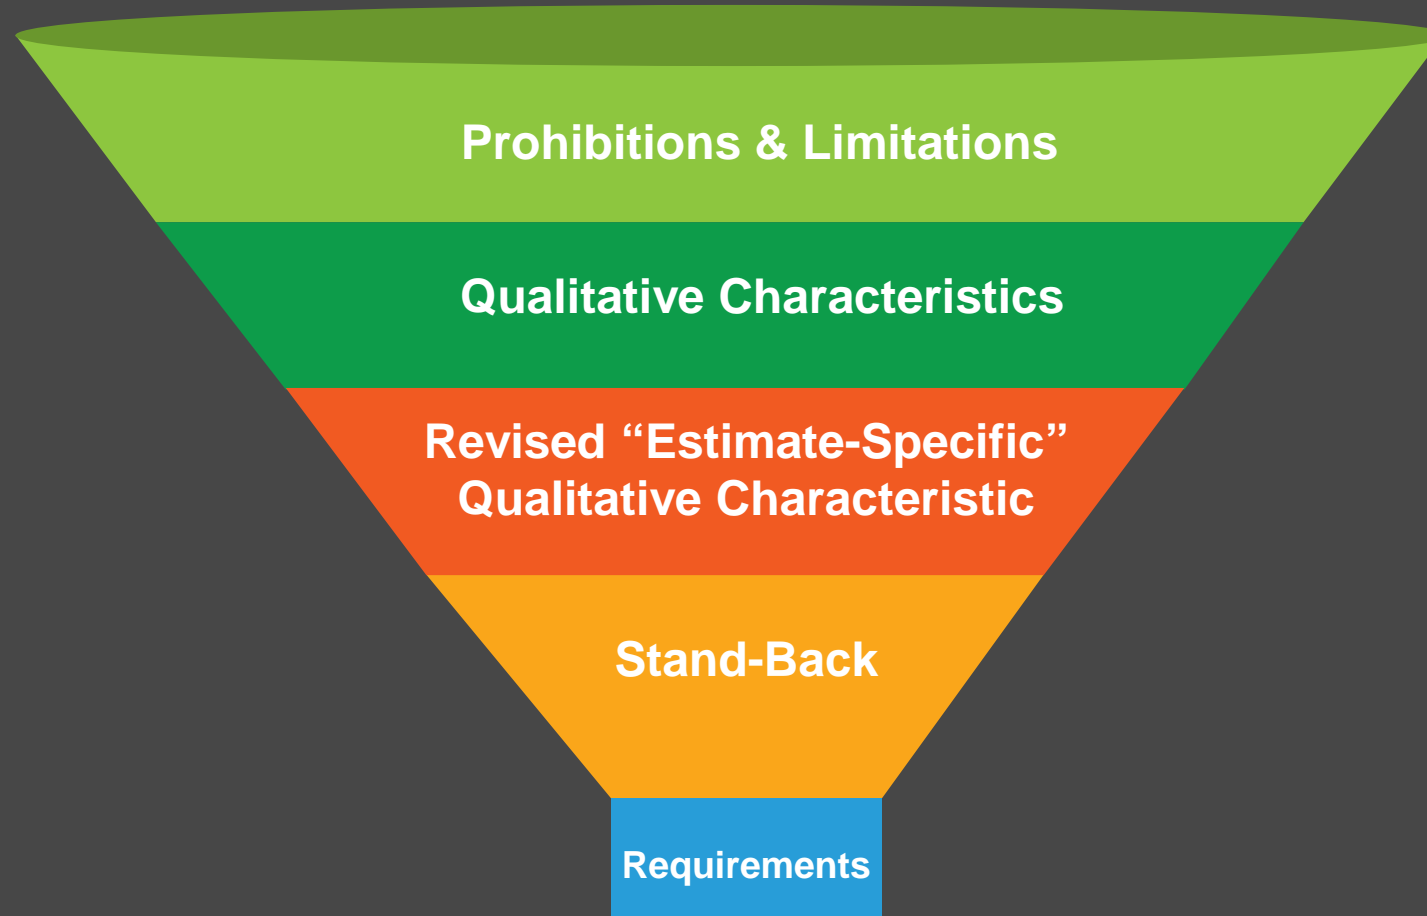 Prohibitions & Limitations
Qualitative Characteristics
Revised “Estimate-Specific”
Qualitative Characteristic
Stand-Back
Requirements